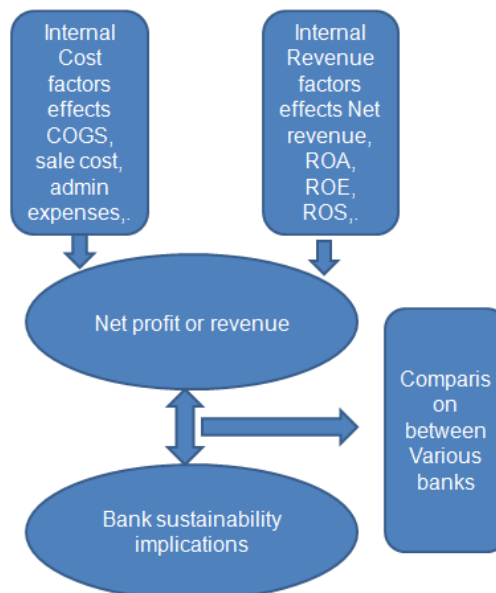 Internal
Cost
factors
effects
COGS,
sale cost,
admin
expenses,.
Internal
Revenue
factors
effects Net
revenue,
ROA,
ROE,
ROS,.
Net profit or revenue
Comparis
on
between
Various
banks
Bank sustainability
implications